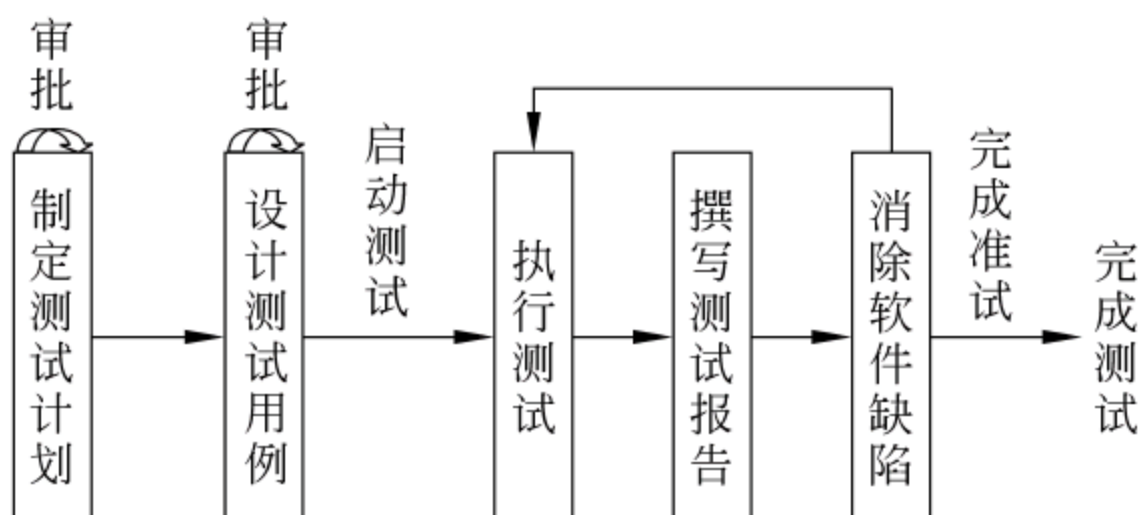 审批
审批
启动测试
完成准试
制定测试计划
设计测试用例
执行测试
撰写测试报告
消除软件缺陷
完成测试